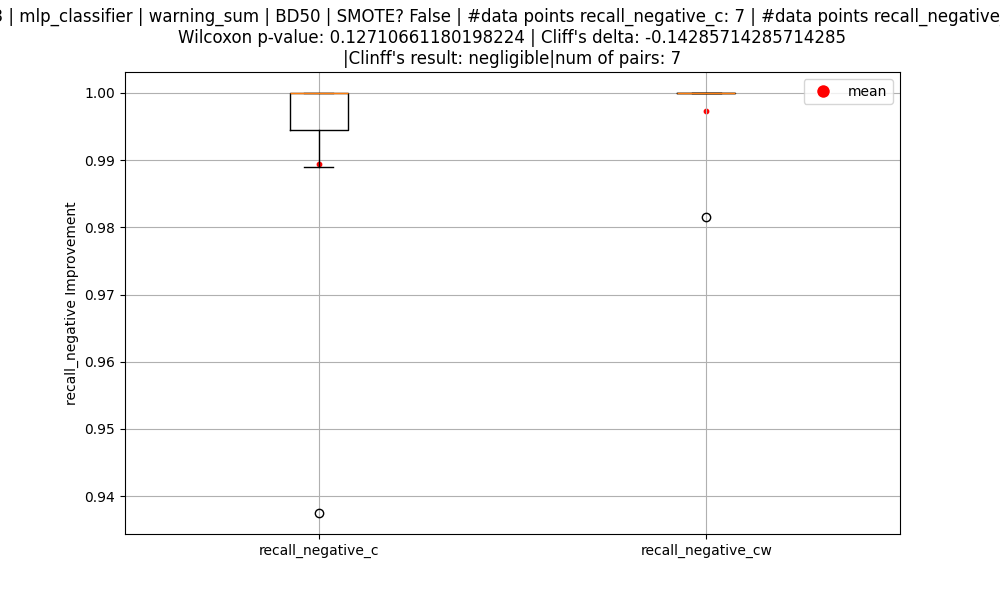 | mlp_classifier | warning_sum | BD50 | SMOTE? False | #data points recall_negative_c: 7 | #data points recall_negative
Wilcoxon p-value: 0.12710661180198224 | Cliff's delta: -0.14285714285714285
|Clinff's result: negligible|num of pairs: 7
mean
1.00
0.99
0.98
0.97
0.96
0.95
0.94
recall_negative Improvement
recall_negative_c
recall_negative_cw